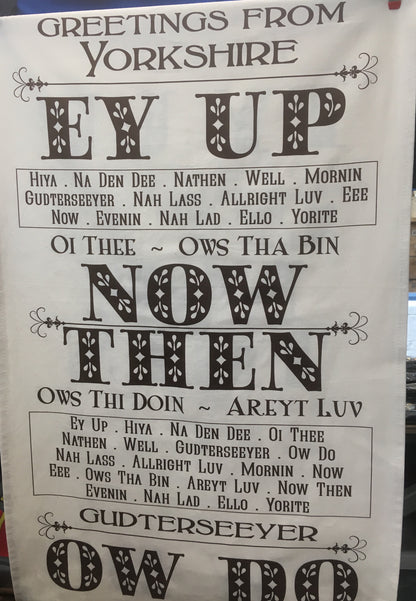 GREETINGS FROM
YORKSHIRE
EY UP
HIYA . NA DEN DEE . NATHEN . WELL . MORNIN
GUDTERSEEYER . NAH LASS . ALLRIGHT LUV . EEE
NOW . EVENIN . NAH LAD . ELLO . YORITE
OI THEE ~ OWS THA BIN
NOW
THEN
OWS THI DOIN ~ AREYT LUV
EY UP . HIYA . NA DEN DEE . OI THEE
NATHEN . WELL . GUDTERSEEYER . OW DO
NAH LASS . ALLRIGHT LUV . MORNIN . NOW
EEE . OWS THA BIN . AREYT LUV . NOW THEN
EVENIN . NAH LAD . ELLO . YORITE
GUDTERSEEYER
OW DO